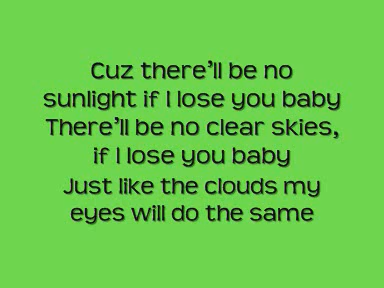 Cuz there’ll be no
sunlight if I lose you baby
There’ll be no clear skies,
if I lose you baby
Just like the clouds my
eyes will do the same